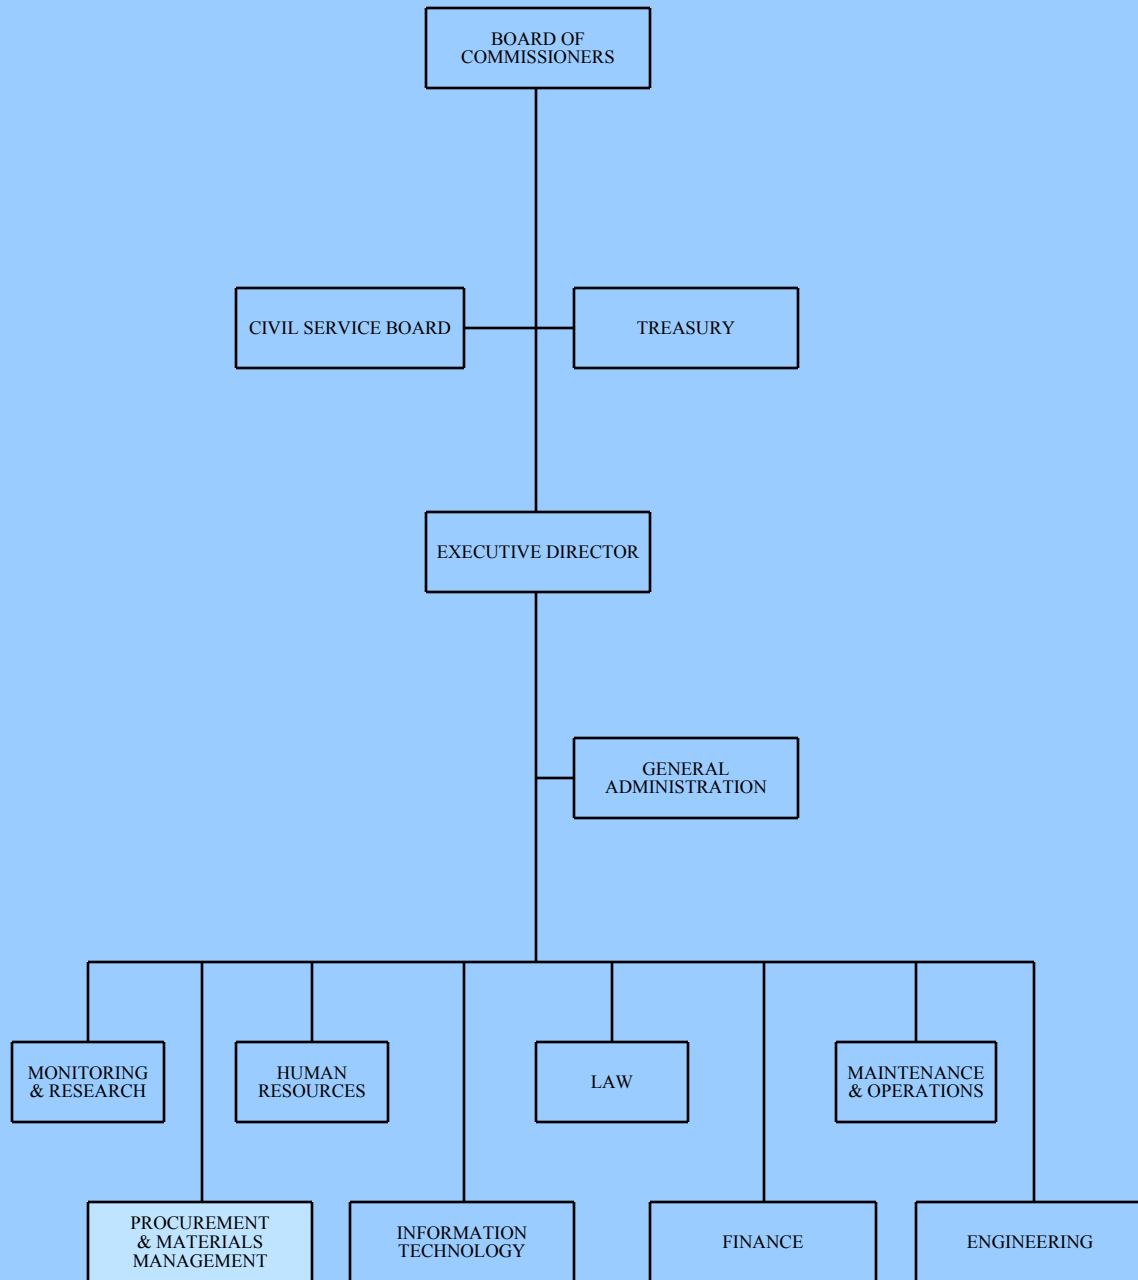 BOARD OF
COMMISSIONERS
CIVIL SERVICE BOARD
TREASURY
EXECUTIVE DIRECTOR
GENERAL
ADMINISTRATION
MONITORING
& RESEARCH
HUMAN
RESOURCES
LAW
MAINTENANCE
& OPERATIONS
PROCUREMENT
& MATERIALS
MANAGEMENT
INFORMATION
TECHNOLOGY
FINANCE
ENGINEERING